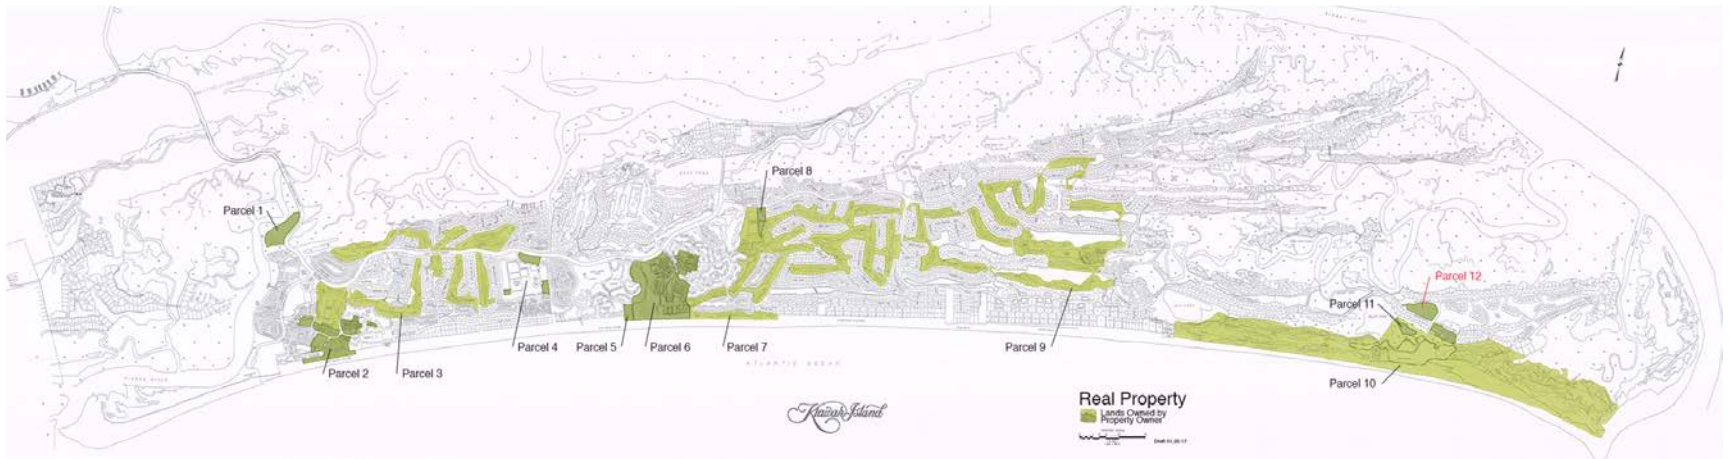 Parcel 8
Parcel 1
Parcel 12
Parcel 11
Parcel 4
Parcel 5
Parcel 6
Parcel 7
Parcel 9
Parcel 2
Parcel 3
Parcel 10
ATLANTIC OCEAN
Kiawah Island
Real Property
Lands Owned by
Property Owner